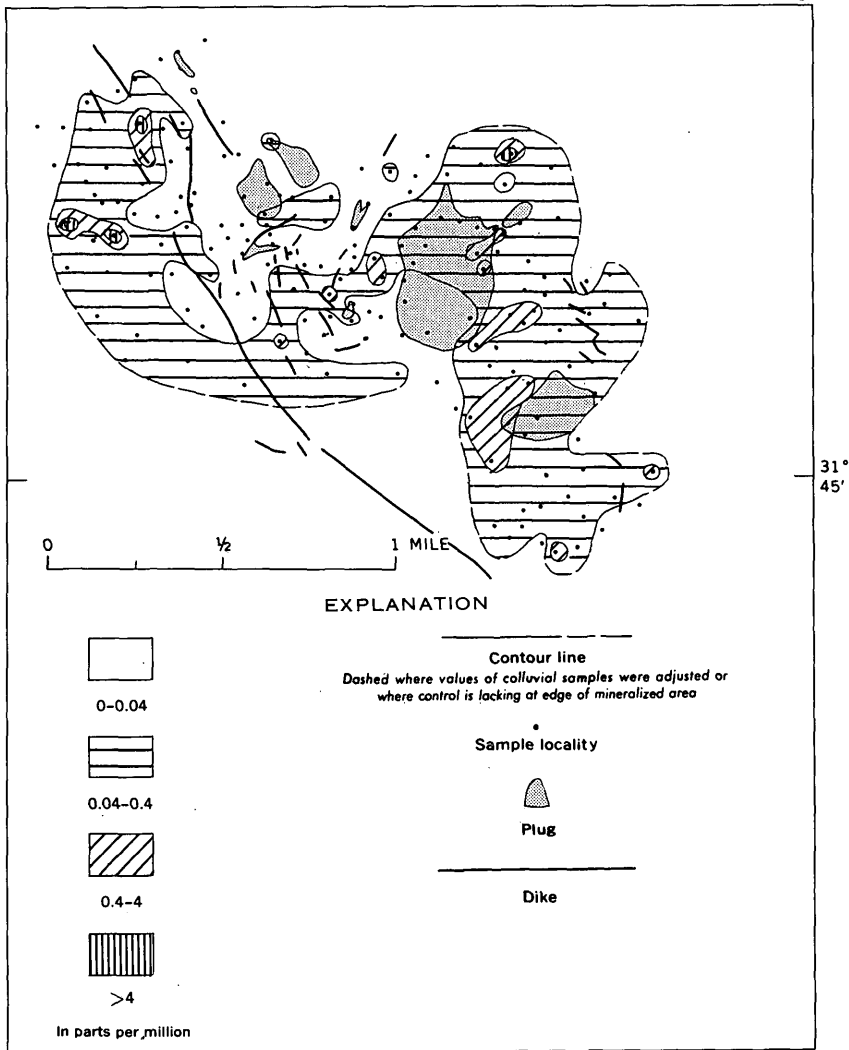 31°
45'
0 ½ 1 MILE
EXPLANATION
0-0.04
0.04-0.4
0.4-4
>4
In parts per million
Contour line
Dashed where values of colluvial samples were adjusted or
where control is lacking at edge of mineralized area
Sample locality
Plug
Dike